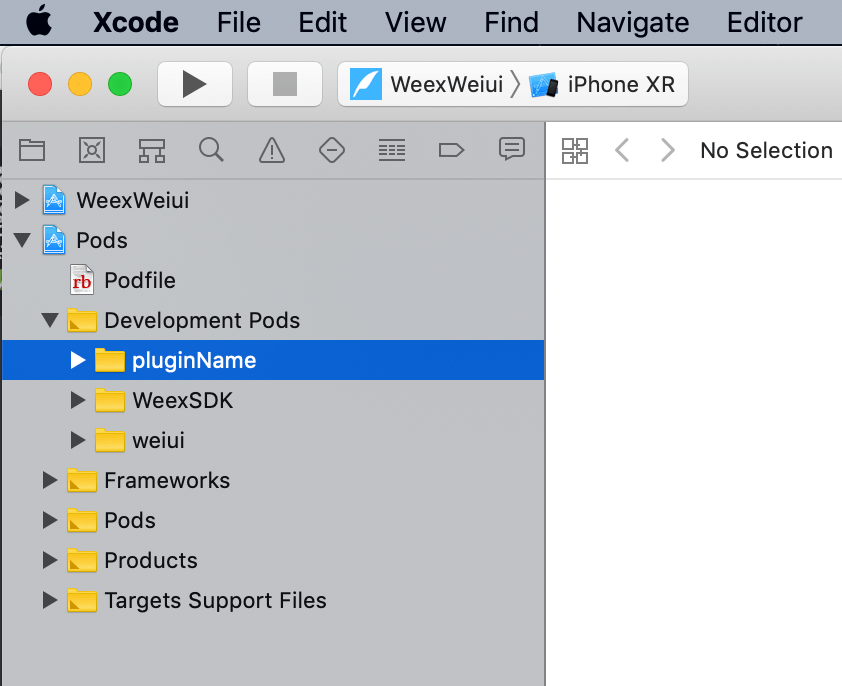 Xcode File Edit View Find Navigate Editor
WeexWeiui iPhone XR
No Selection
WeexWeiui
Pods
rb Podfile
Development Pods
pluginName
WeexSDK
weiui
Frameworks
Pods
Products
Targets Support Files